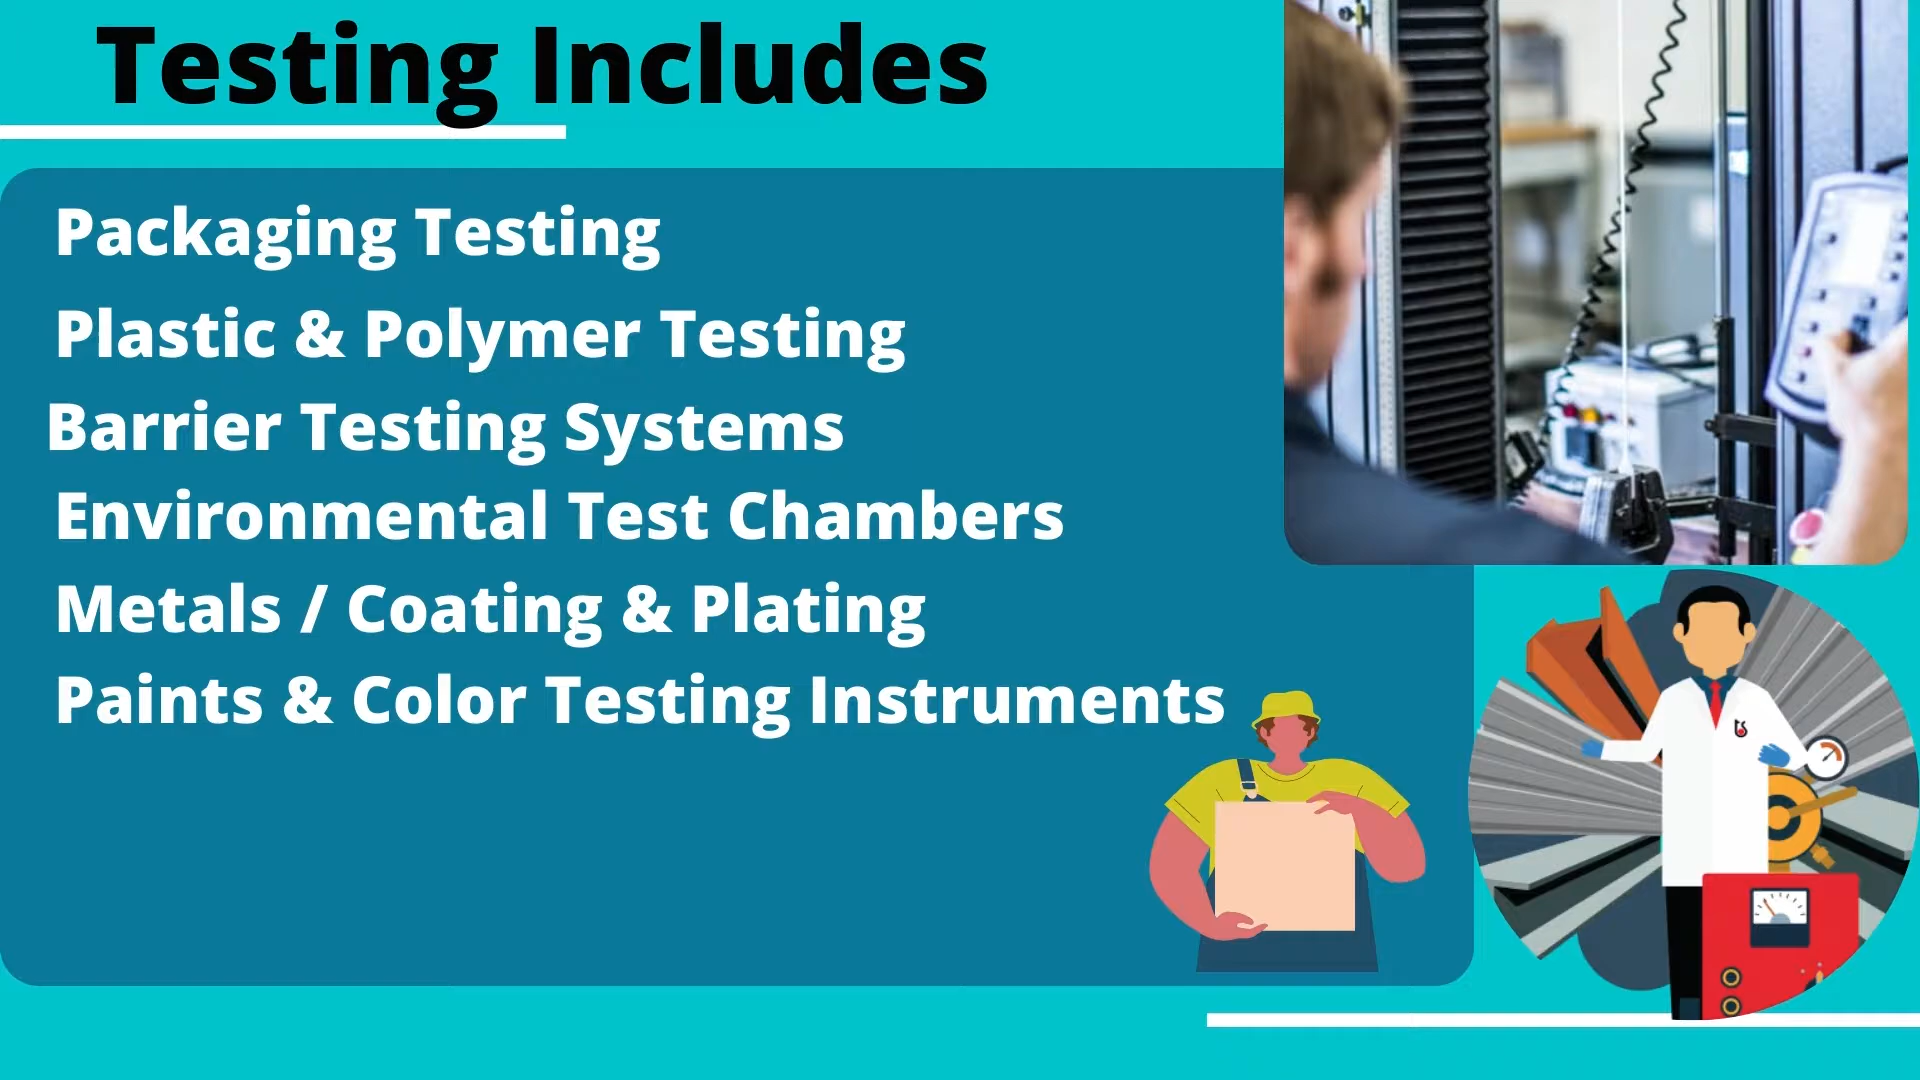 Testing Includes
Packaging Testing
Plastic & Polymer Testing
Barrier Testing Systems
Environmental Test Chambers
Metals / Coating & Plating
Paints & Color Testing Instruments